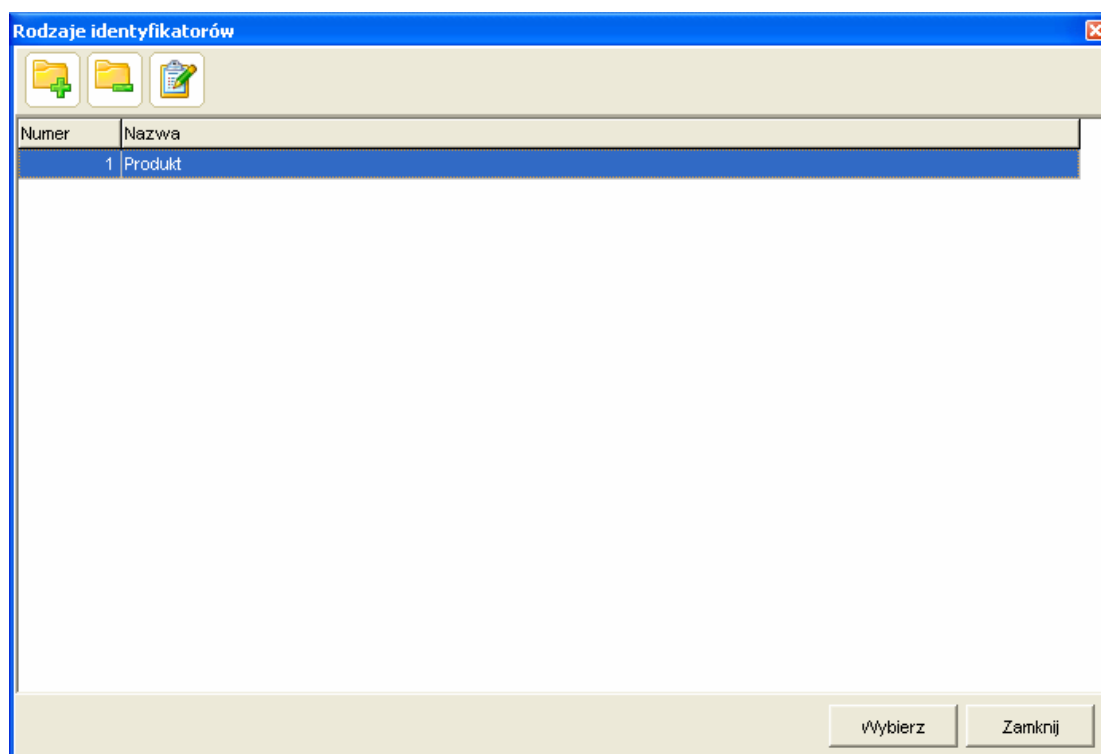 Rodzaje identyfikatorów
Numer Nazwa
1 Produkt
Wybierz Zamknij